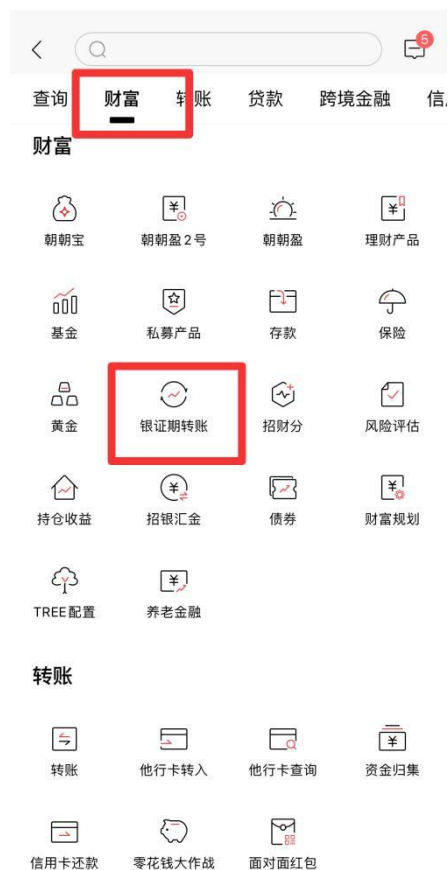 5
查询 财富 转账 贷款 跨境金融 信
财富
朝朝宝 朝朝盈2号 朝朝盈 理财产品
基金 私募产品 存款 保险
黄金 银证期转账 招财分 风险评估
持仓收益 招银汇金 债券 财富规划
TREE配置 养老金融
转账
转账 他行卡转入 他行卡查询 资金归集
信用卡还款 零花钱大作战 面对面红包